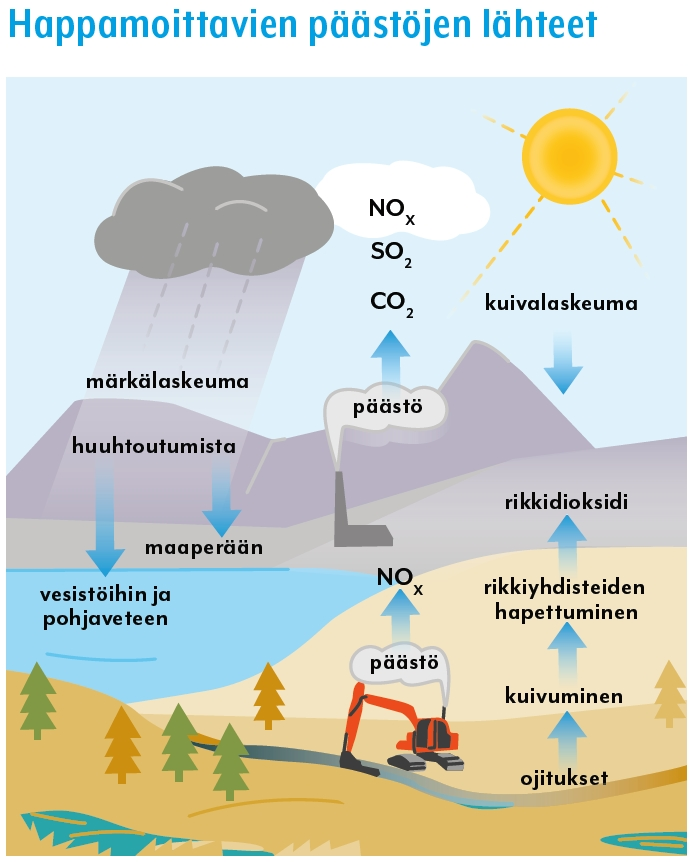 Happamoittavien päästöjen lähteet
NOₓ
SO₂
CO₂
kuivalaskeuma
märkälaskeuma
päästö
huuhtoutumista
rikkidioksidi
maaperään
NOₓ
vesistöihin ja
pohjaveteen
rikkiyhdisteiden
hapettuminen
päästö
kuivuminen
ojitukset